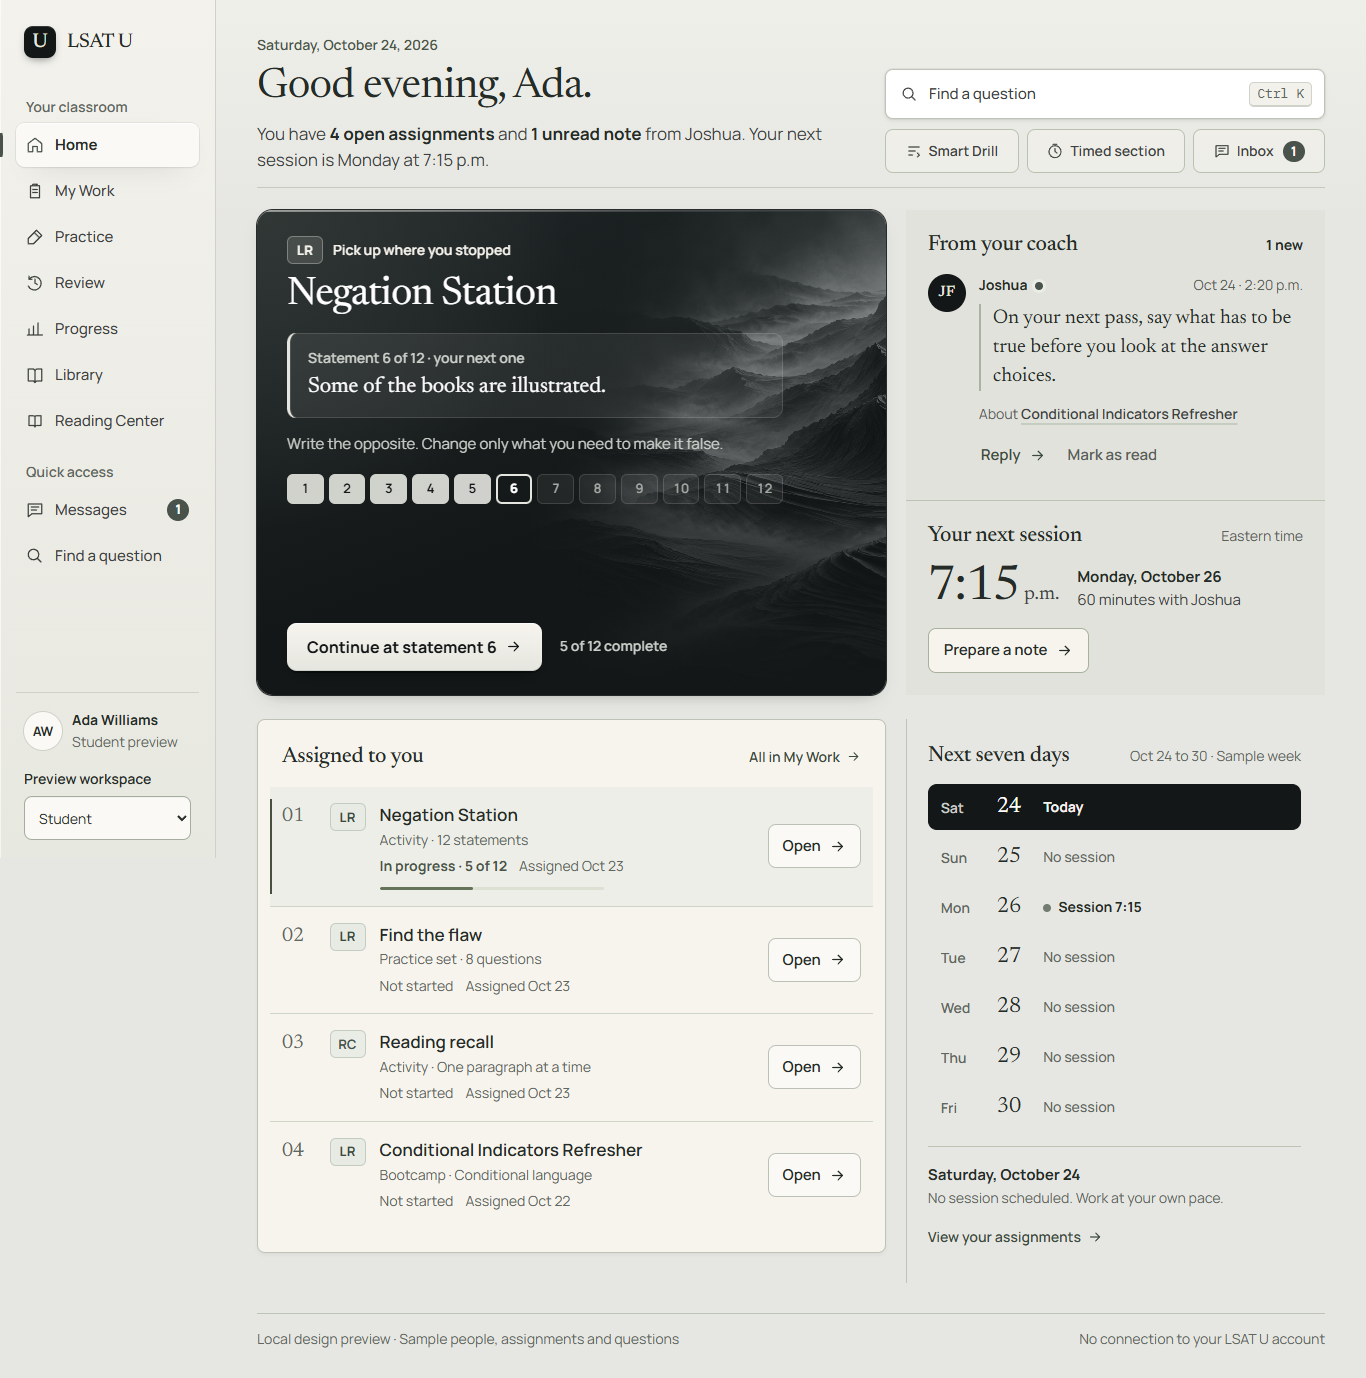 U LSAT U
Your classroom
Home
My Work
Practice
Review
Progress
Library
Reading Center
Quick access
Messages 1
Find a question
Ada Williams
AW
Student preview
Preview workspace
Student
Saturday, October 24, 2026
Good evening, Ada.
You have 4 open assignments and 1 unread note from Joshua. Your next
session is Monday at 7:15 p.m.
Find a question Ctrl K
Smart Drill Timed section Inbox 1
LR Pick up where you stopped
Negation Station
Statement 6 of 12 · your next one
Some of the books are illustrated.
Write the opposite. Change only what you need to make it false.
1 2 3 4 5 6 7 8 9 10 11 12
Continue at statement 6 → 5 of 12 complete
From your coach 1 new
JF Joshua Oct 24 · 2:20 p.m.
On your next pass, say what has to be
true before you look at the answer
choices.
About Conditional Indicators Refresher
Reply → Mark as read
Your next session Eastern time
7:15 p.m. Monday, October 26
60 minutes with Joshua
Prepare a note →
Assigned to you All in My Work →
01 LR Negation Station
Activity · 12 statements
In progress · 5 of 12 Assigned Oct 23
Open →
02 LR Find the flaw
Practice set · 8 questions
Not started Assigned Oct 23
Open →
03 RC Reading recall
Activity · One paragraph at a time
Not started Assigned Oct 23
Open →
04 LR Conditional Indicators Refresher
Bootcamp · Conditional language
Not started Assigned Oct 22
Open →
Next seven days Oct 24 to 30 · Sample week
Sat 24 Today
Sun 25 No session
Mon 26 Session 7:15
Tue 27 No session
Wed 28 No session
Thu 29 No session
Fri 30 No session
Saturday, October 24
No session scheduled. Work at your own pace.
View your assignments →
Local design preview · Sample people, assignments and questions
No connection to your LSAT U account